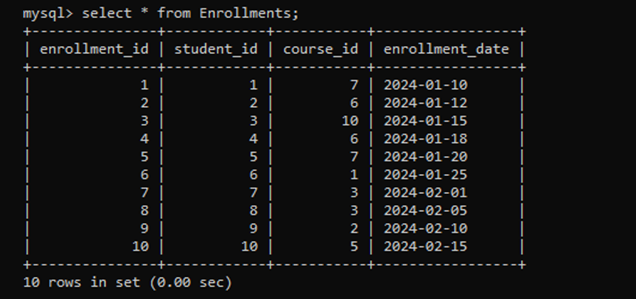 mysql> select * from Enrollments;
+---------------+------------+-----------+-----------------+
| enrollment_id | student_id | course_id | enrollment_date |
+---------------+------------+-----------+-----------------+
|             1 |          1 |         7 | 2024-01-10      |
|             2 |          2 |         6 | 2024-01-12      |
|             3 |          3 |        10 | 2024-01-15      |
|             4 |          4 |         6 | 2024-01-18      |
|             5 |          5 |         7 | 2024-01-20      |
|             6 |          6 |         1 | 2024-01-25      |
|             7 |          7 |         3 | 2024-02-01      |
|             8 |          8 |         3 | 2024-02-05      |
|             9 |          9 |         2 | 2024-02-10      |
|            10 |         10 |         5 | 2024-02-15      |
+---------------+------------+-----------+-----------------+
10 rows in set (0.00 sec)